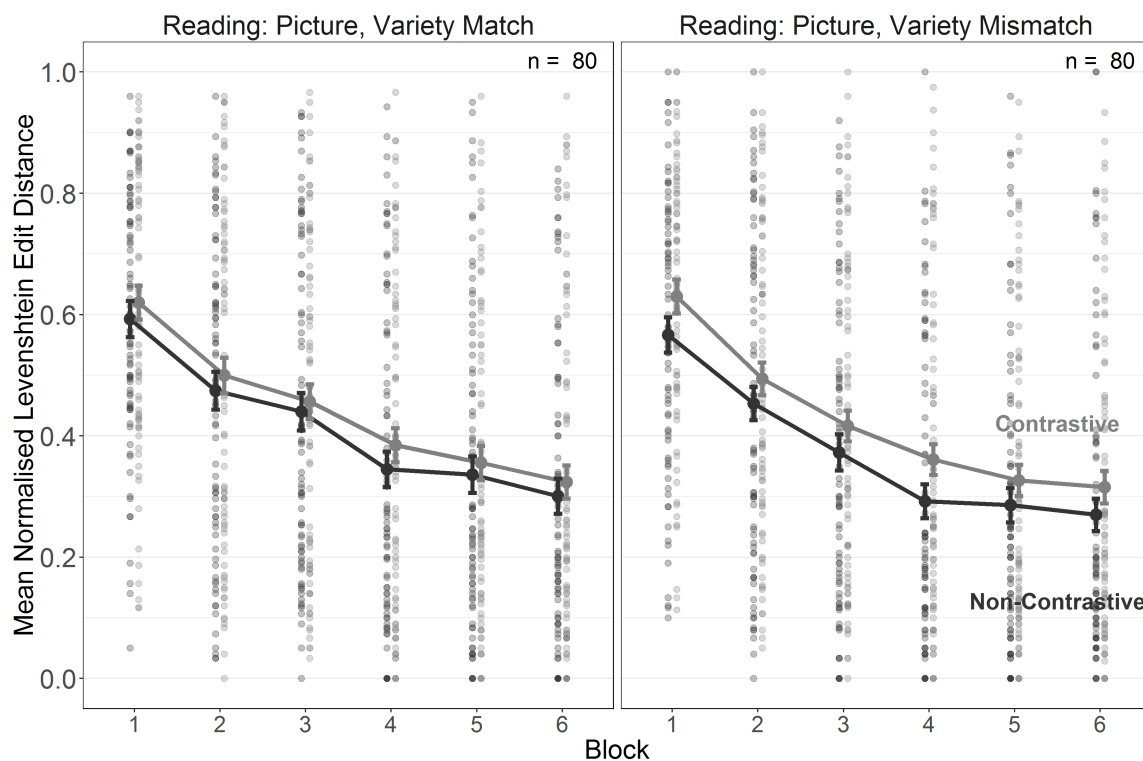 Reading: Picture, Variety Match
Reading: Picture, Variety Mismatch
n = 80
n = 80
Mean Normalised Levenshtein Edit Distance
1.0
0.8
0.6
0.4
0.2
0.0
Contrastive
Non-Contrastive
1 2 3 4 5 6
1 2 3 4 5 6
Block